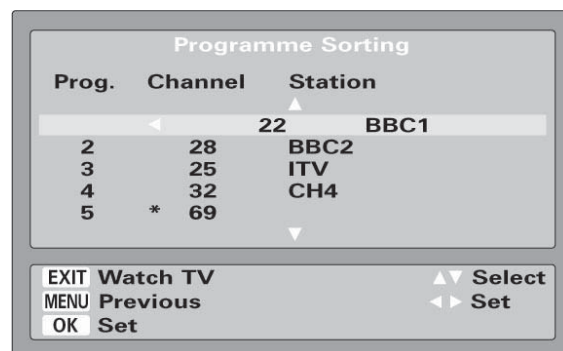 Programme Sorting
Prog. Channel Station
22 BBC1
2 28 BBC2
3 25 ITV
4 32 CH4
5 * 69
EXIT Watch TV ▲▼ Select
MENU Previous ◄ ► Set
OK Set